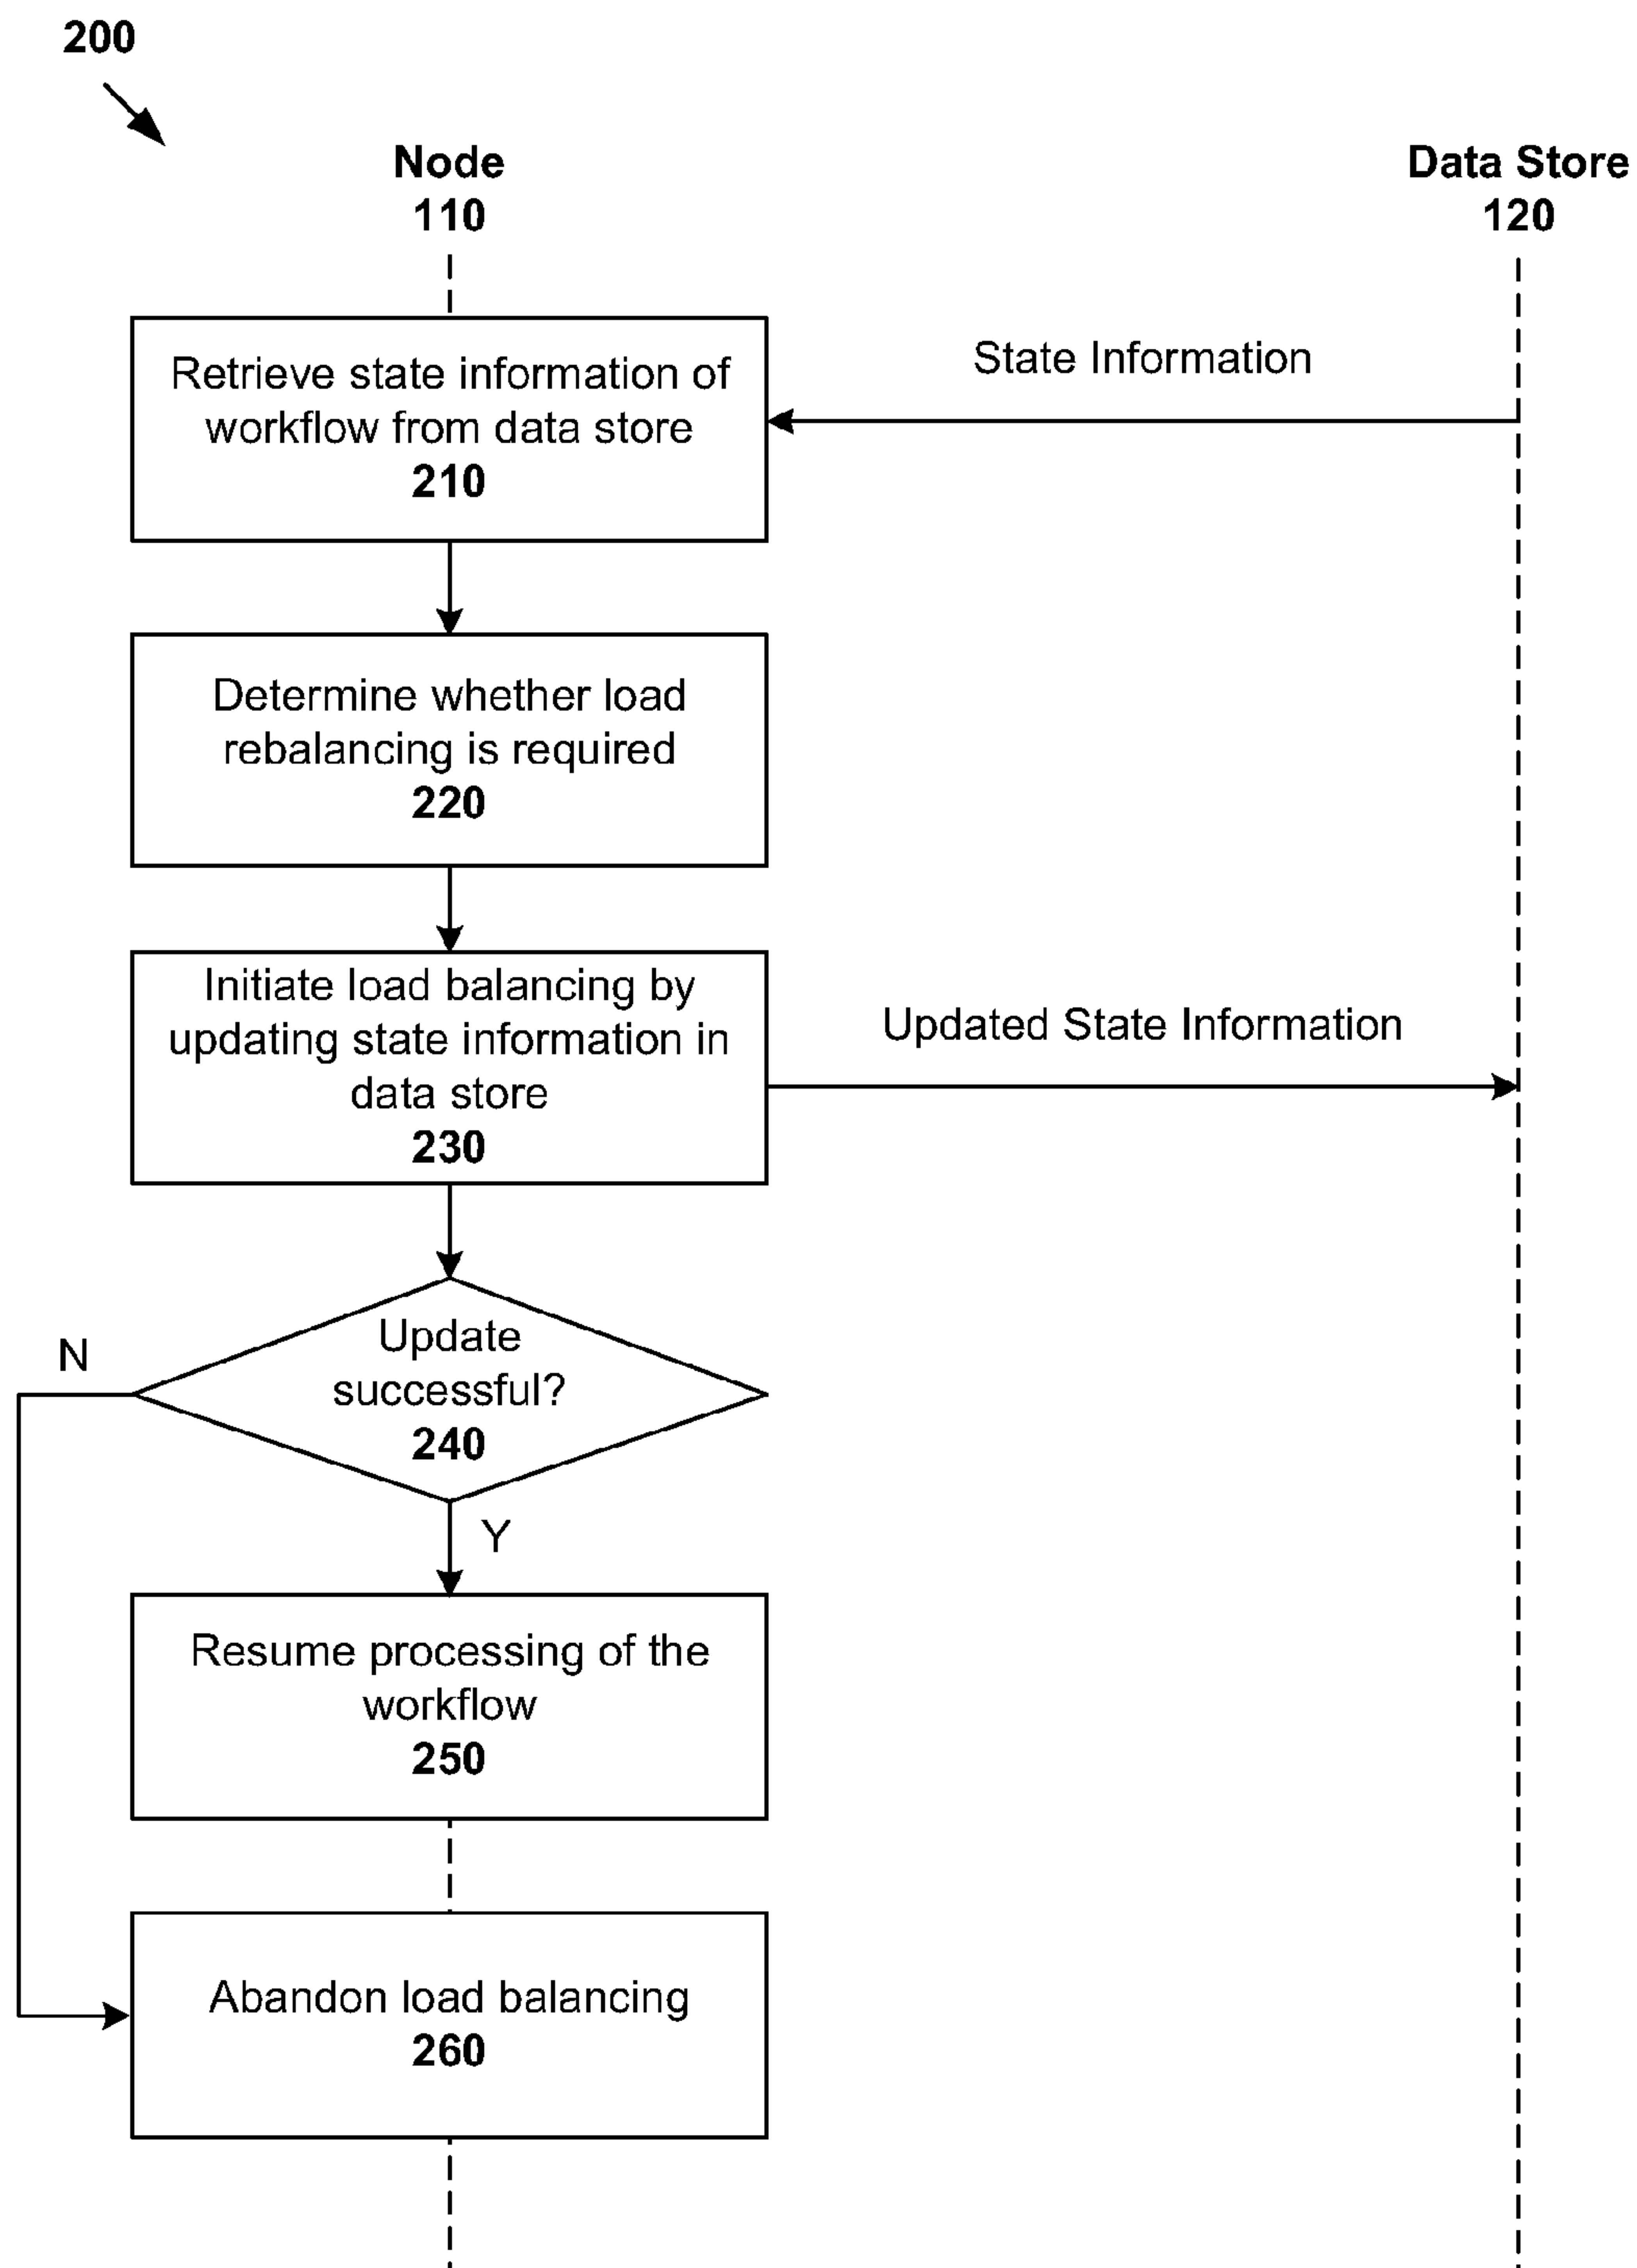 200
Node
110
Data Store
120
Retrieve state information of
workflow from data store
210
State Information
Determine whether load
rebalancing is required
220
Initiate load balancing by
updating state information in
data store
230
Updated State Information
Update
successful?
240
N
Y
Resume processing of the
workflow
250
Abandon load balancing
260